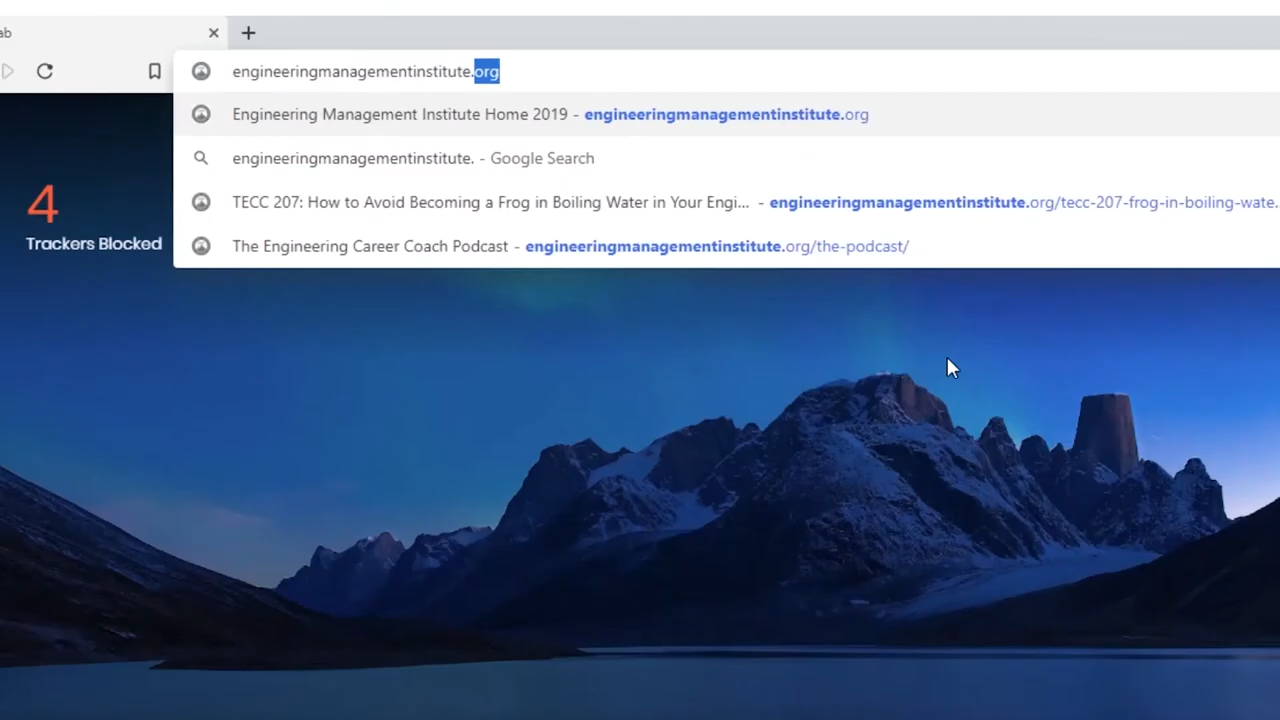 ab
engineeringmanagementinstitute.org
Engineering Management Institute Home 2019 - engineeringmanagementinstitute.org
engineeringmanagementinstitute. - Google Search
TECC 207: How to Avoid Becoming a Frog in Boiling Water in Your Engi... - engineeringmanagementinstitute.org/tecc-207-frog-in-boiling-wate..
The Engineering Career Coach Podcast - engineeringmanagementinstitute.org/the-podcast/
4
Trackers Blocked